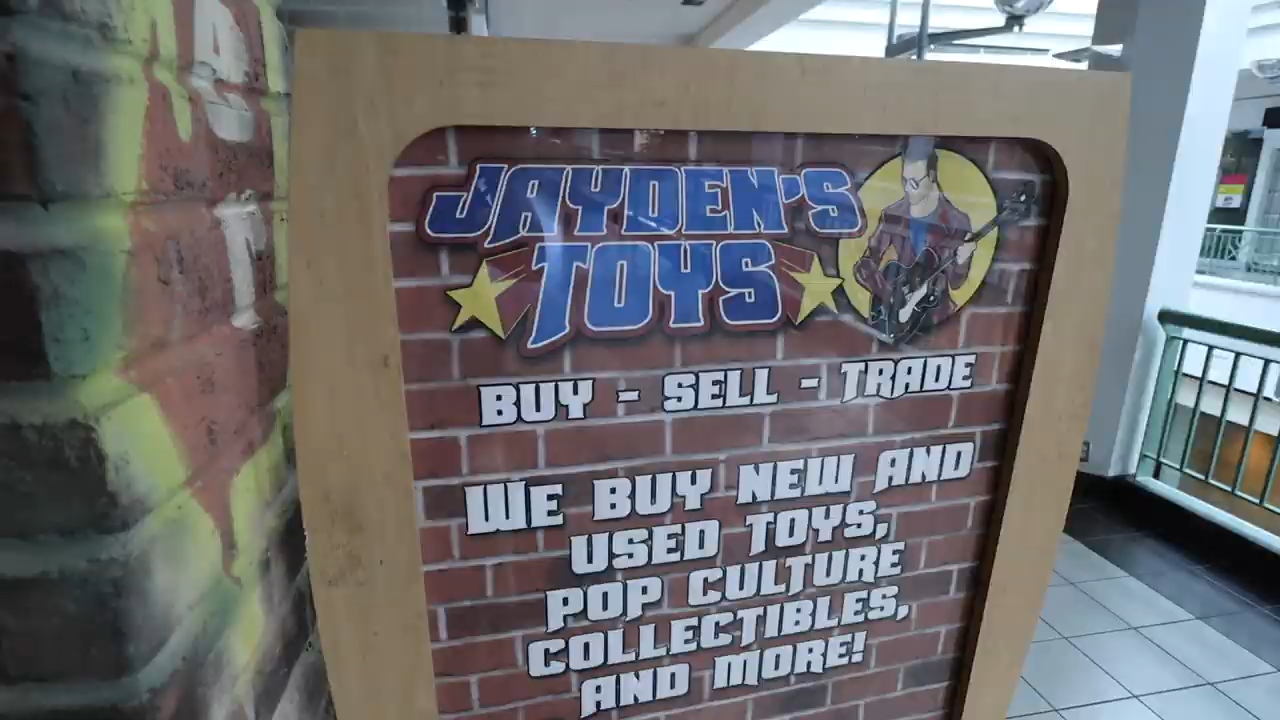 JAYDEN'S
TOYS
BUY - SELL - TRADE
WE BUY NEW AND
USED TOYS,
POP CULTURE
COLLECTIBLES,
AND MORE!